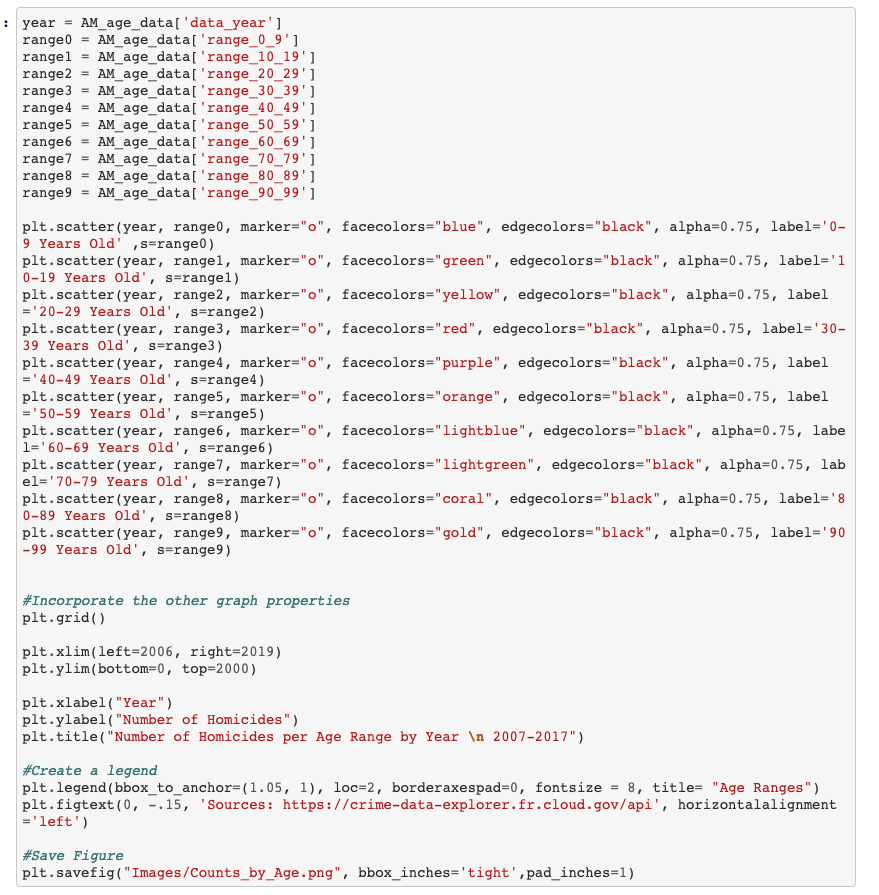 : year = AM_age_data['data_year']
range0 = AM_age_data['range_0_9']
range1 = AM_age_data['range_10_19']
range2 = AM_age_data['range_20_29']
range3 = AM_age_data['range_30_39']
range4 = AM_age_data['range_40_49']
range5 = AM_age_data['range_50_59']
range6 = AM_age_data['range_60_69']
range7 = AM_age_data['range_70_79']
range8 = AM_age_data['range_80_89']
range9 = AM_age_data['range_90_99']

plt.scatter(year, range0, marker="o", facecolors="blue", edgecolors="black", alpha=0.75, label='0-
9 Years Old' ,s=range0)
plt.scatter(year, range1, marker="o", facecolors="green", edgecolors="black", alpha=0.75, label='1
0-19 Years Old', s=range1)
plt.scatter(year, range2, marker="o", facecolors="yellow", edgecolors="black", alpha=0.75, label
='20-29 Years Old', s=range2)
plt.scatter(year, range3, marker="o", facecolors="red", edgecolors="black", alpha=0.75, label='30-
39 Years Old', s=range3)
plt.scatter(year, range4, marker="o", facecolors="purple", edgecolors="black", alpha=0.75, label
='40-49 Years Old', s=range4)
plt.scatter(year, range5, marker="o", facecolors="orange", edgecolors="black", alpha=0.75, label
='50-59 Years Old', s=range5)
plt.scatter(year, range6, marker="o", facecolors="lightblue", edgecolors="black", alpha=0.75, labe
l='60-69 Years Old', s=range6)
plt.scatter(year, range7, marker="o", facecolors="lightgreen", edgecolors="black", alpha=0.75, lab
el='70-79 Years Old', s=range7)
plt.scatter(year, range8, marker="o", facecolors="coral", edgecolors="black", alpha=0.75, label='8
0-89 Years Old', s=range8)
plt.scatter(year, range9, marker="o", facecolors="gold", edgecolors="black", alpha=0.75, label='90
-99 Years Old', s=range9)

#Incorporate the other graph properties
plt.grid()

plt.xlim(left=2006, right=2019)
plt.ylim(bottom=0, top=2000)

plt.xlabel("Year")
plt.ylabel("Number of Homicides")
plt.title("Number of Homicides per Age Range by Year \n 2007-2017")

#Create a legend
plt.legend(bbox_to_anchor=(1.05, 1), loc=2, borderaxespad=0, fontsize = 8, title= "Age Ranges")
plt.figtext(0, -.15, 'Sources: https://crime-data-explorer.fr.cloud.gov/api', horizontalalignment
='left')

#Save Figure
plt.savefig("Images/Counts_by_Age.png", bbox_inches='tight',pad_inches=1)